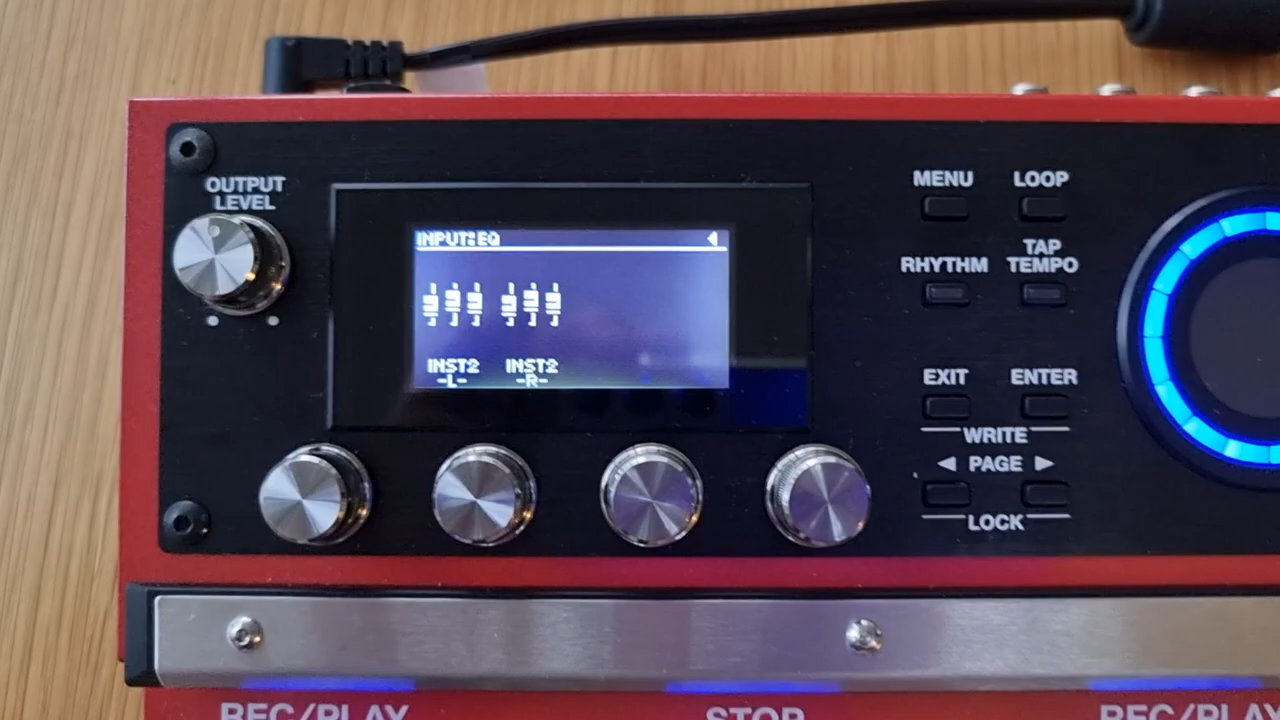 OUTPUT
LEVEL
INPUT:EQ
INST2 INST2
-L- -R-
MENU LOOP
RHYTHM TAP
TEMPO
EXIT ENTER
WRITE
◀ PAGE ▶
LOCK
REC/PLAY STOP REC/PLAY